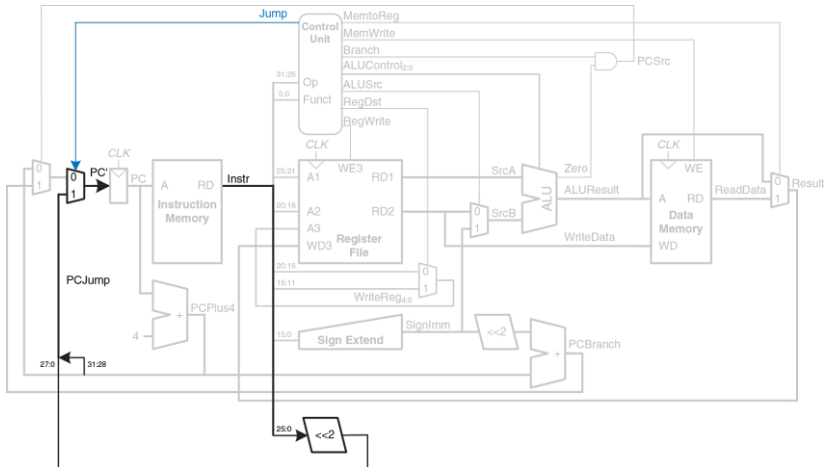 Jump
MemtoReg
Control
Unit
MemWrite
Branch
ALUControl2:0
PCSrc
31:26
Op
ALUSrc
5:0
Funct
RegDst
RegWrite
CLK
CLK
CLK
0
1
0
1
PC'
PC
A
RD
Instruction
Memory
Instr
25:21
A1
WE3
RD1
SrcA
Zero
WE
20:16
A2
RD2
0
1
SrcB
ALU
ALUResult
A
RD
ReadData
0
1
Result
A3
Register
File
WD3
Data
Memory
WriteData
WD
PCJump
20:16
0
15:11
1
WriteReg4:0
PCPlus4
4
+
15:0
SignImm
Sign Extend
<<2
+
PCBranch
27:0
31:28
25:0
<<2